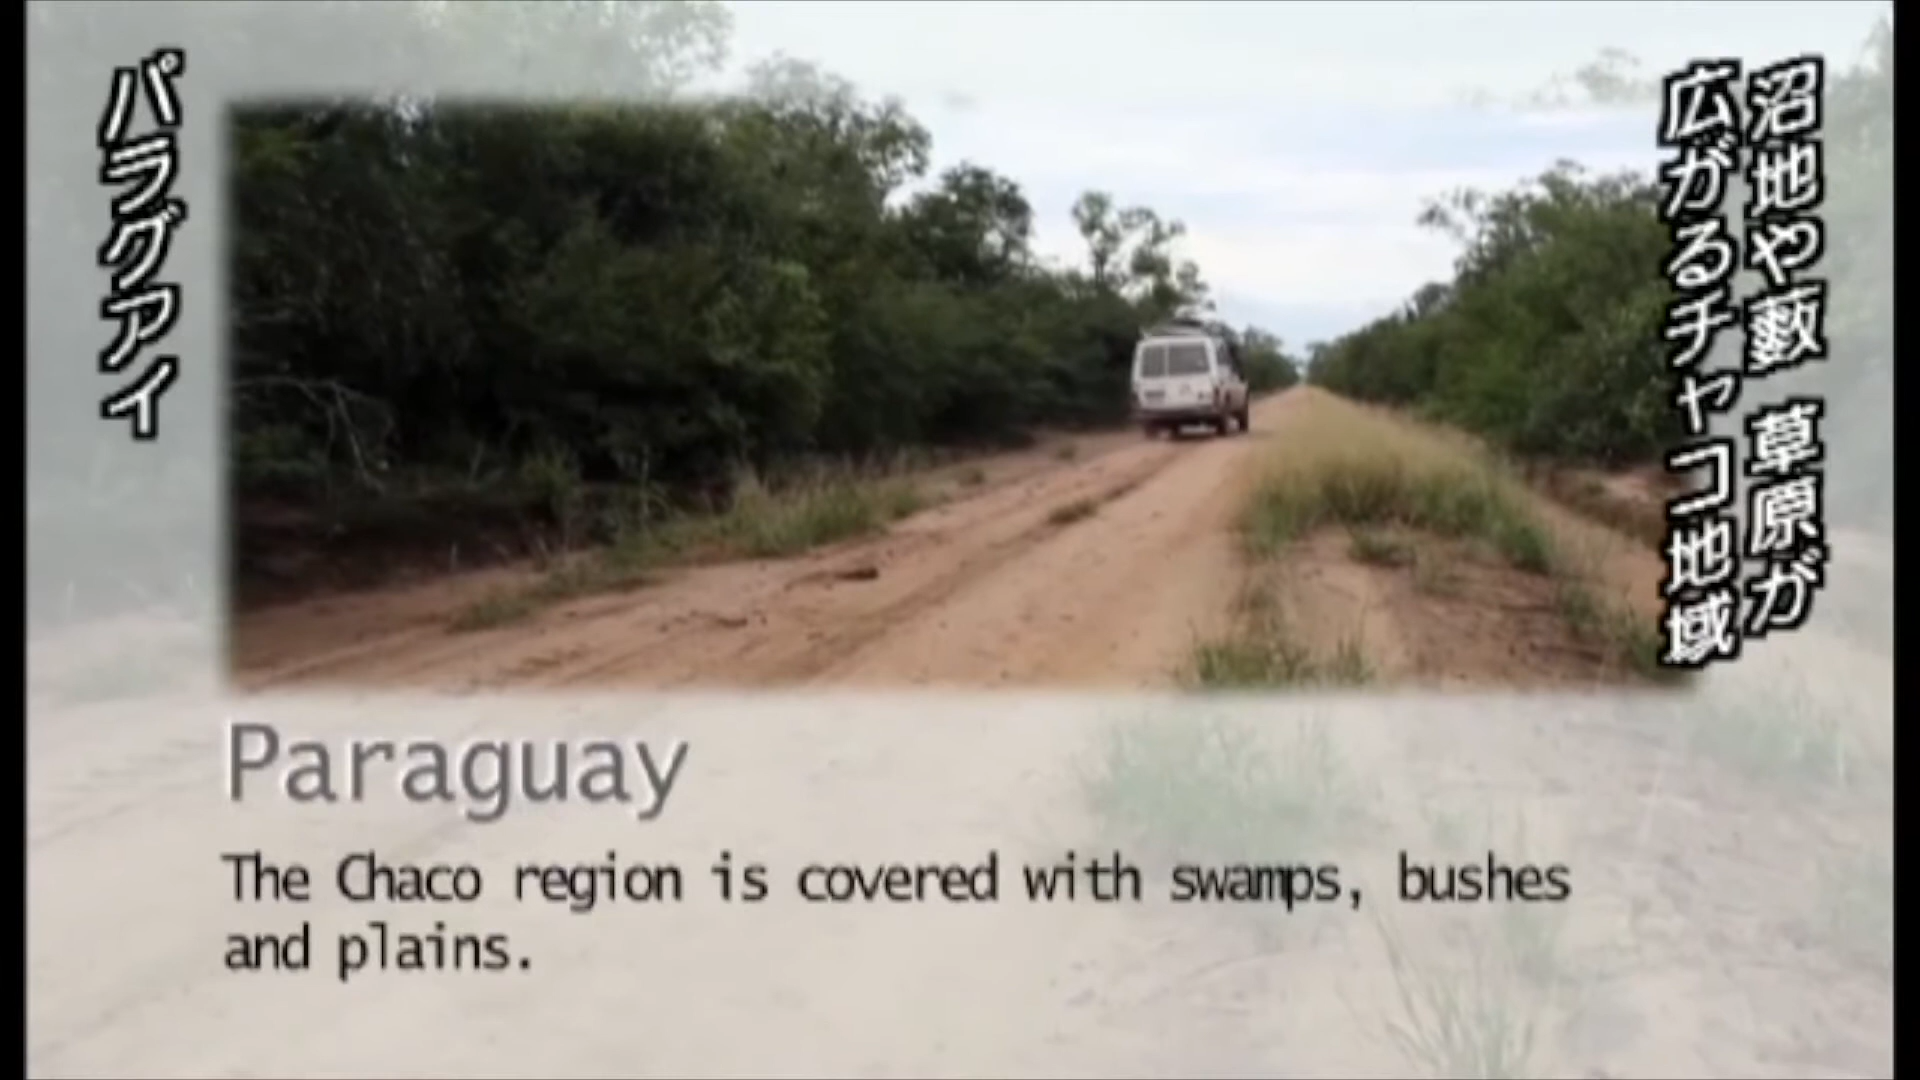 パラグアイ
沼地や藪 草原が
広がるチャコ地域
Paraguay
The Chaco region is covered with swamps, bushes
and plains.